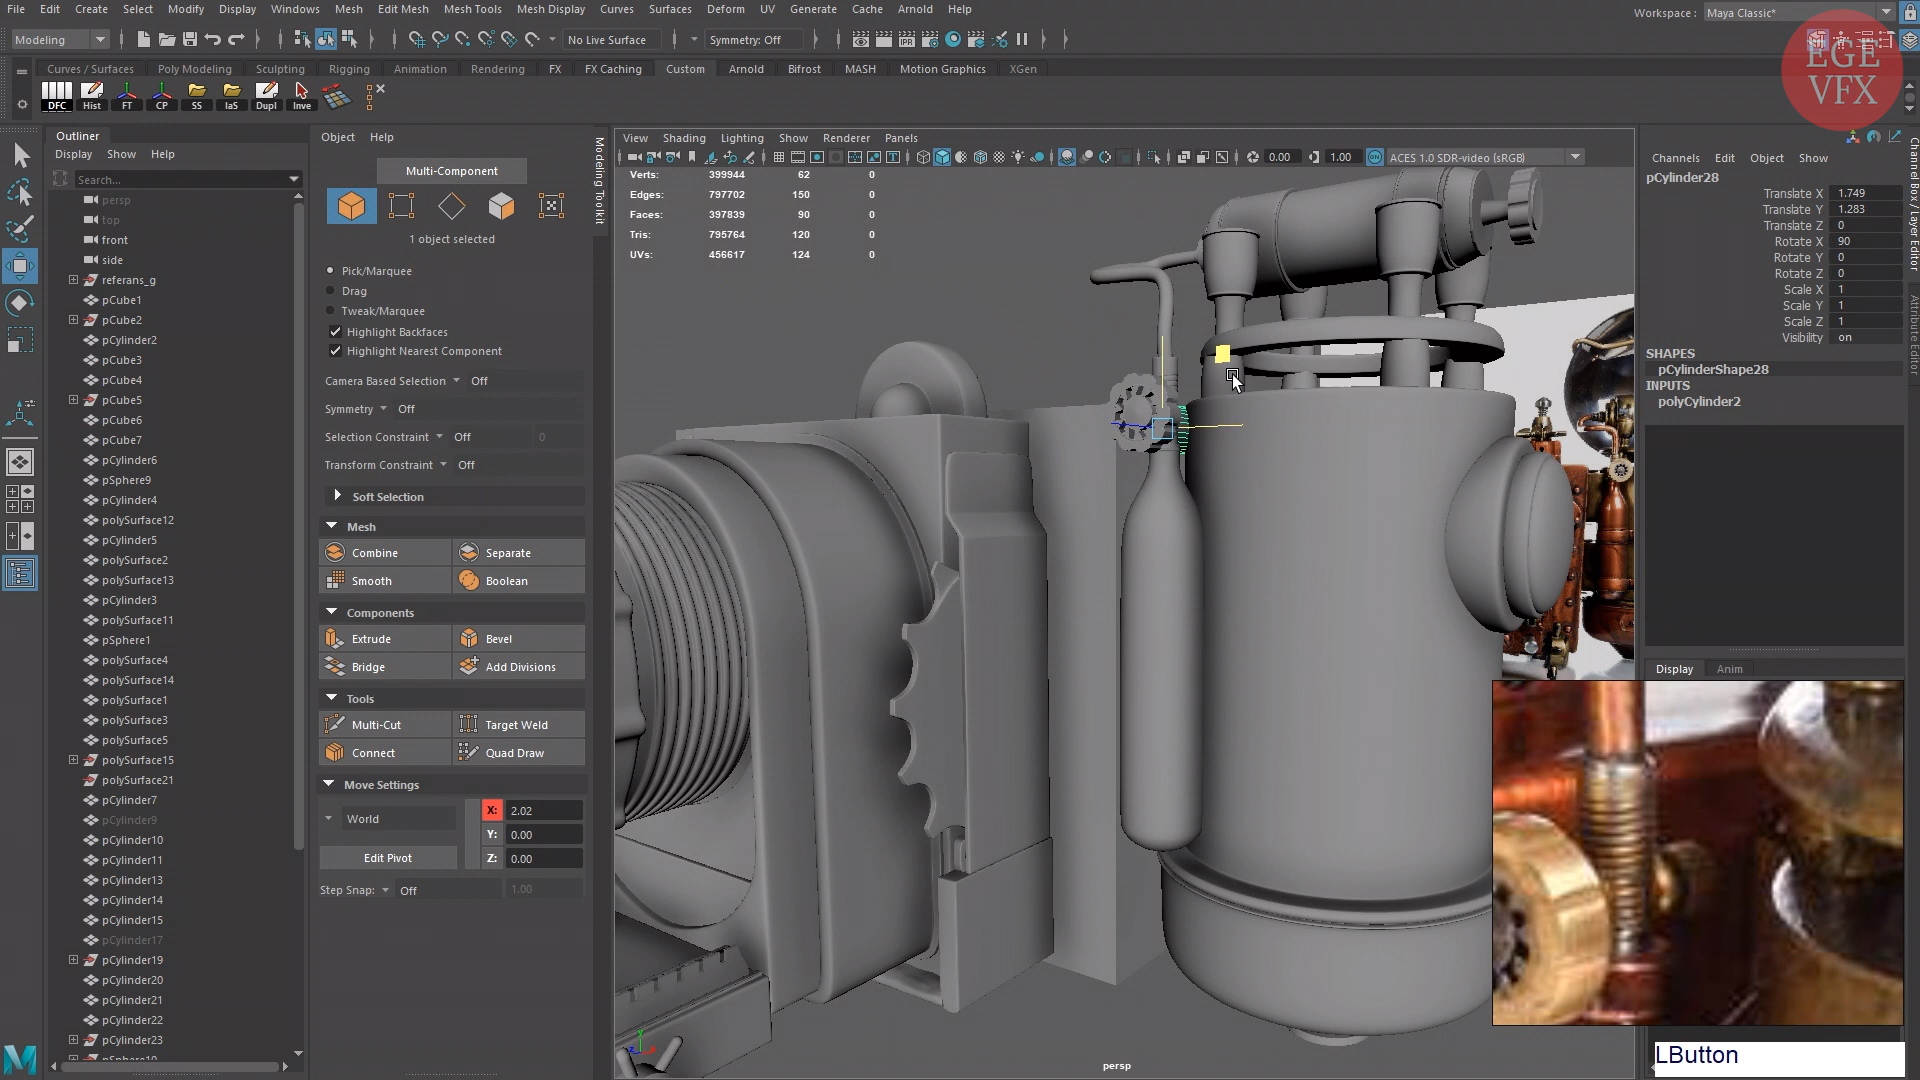 File Edit Create Select Modify Display Windows Mesh Edit Mesh Mesh Tools Mesh Display Curves Surfaces Deform UV Generate Cache Arnold Help
Workspace : Maya Classic*
Modeling
No Live Surface
Symmetry: Off
Curves / Surfaces Poly Modeling Sculpting Rigging Animation Rendering FX FX Caching Custom Arnold Bifrost MASH Motion Graphics XGen
EGE
VFX
DFC Hist FT CP SS IaS Dupl Inve
Outliner
Display Show Help
Search...
persp
top
front
side
referans_g
pCube1
pCube2
pCylinder2
pCube3
pCube4
pCube5
pCube6
pCube7
pCylinder6
pSphere9
pCylinder4
polySurface12
pCylinder5
polySurface2
polySurface13
pCylinder3
polySurface11
pSphere1
polySurface4
polySurface14
polySurface1
polySurface3
polySurface5
polySurface15
polySurface21
pCylinder7
pCylinder9
pCylinder10
pCylinder11
pCylinder13
pCylinder14
pCylinder15
pCylinder17
pCylinder19
pCylinder20
pCylinder21
pCylinder22
pCylinder23
pSphere10
Object Help
Multi-Component
1 object selected
Pick/Marquee
Drag
Tweak/Marquee
Highlight Backfaces
Highlight Nearest Component
Camera Based Selection Off
Symmetry Off
Selection Constraint Off 0
Transform Constraint Off
Soft Selection
Mesh
Combine Separate
Smooth Boolean
Components
Extrude Bevel
Bridge Add Divisions
Tools
Multi-Cut Target Weld
Connect Quad Draw
Move Settings
World
X: 2.02
Y: 0.00
Edit Pivot
Z: 0.00
Step Snap: Off 1.00
Modeling Toolkit
View Shading Lighting Show Renderer Panels
0.00 1.00 ON ACES 1.0 SDR-video (sRGB)
Verts: 399944 62 0
Edges: 797702 150 0
Faces: 397839 90 0
Tris: 795764 120 0
UVs: 456617 124 0
persp
Channels Edit Object Show
pCylinder28
Translate X 1.749
Translate Y 1.283
Translate Z 0
Rotate X 90
Rotate Y 0
Rotate Z 0
Scale X 1
Scale Y 1
Scale Z 1
Visibility on
SHAPES
pCylinderShape28
INPUTS
polyCylinder2
Display Anim
Channel Box / Layer Editor
Attribute Editor
LButton